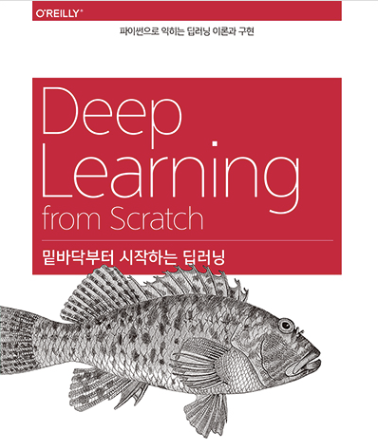 O'REILLY®
파이썬으로 익히는 딥러닝 이론과 구현
Deep
Learning
from Scratch
밑바닥부터 시작하는 딥러닝